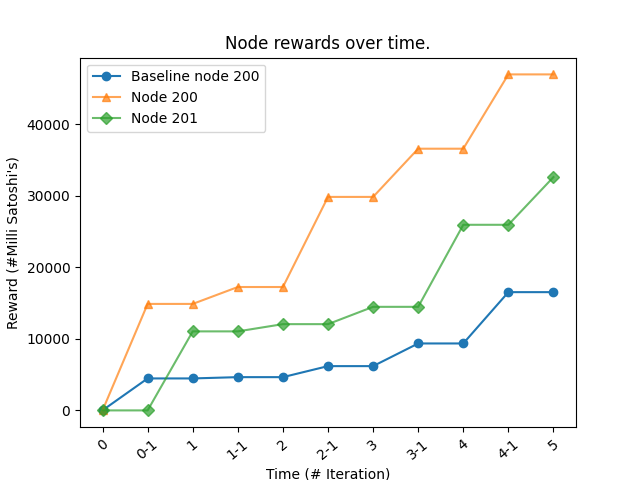 Node rewards over time.
Baseline node 200
Node 200
Node 201
Reward (#Milli Satoshi's)
40000
30000
20000
10000
0
0 0-1 1 1-1 2 2-1 3 3-1 4 4-1 5
Time (# Iteration)